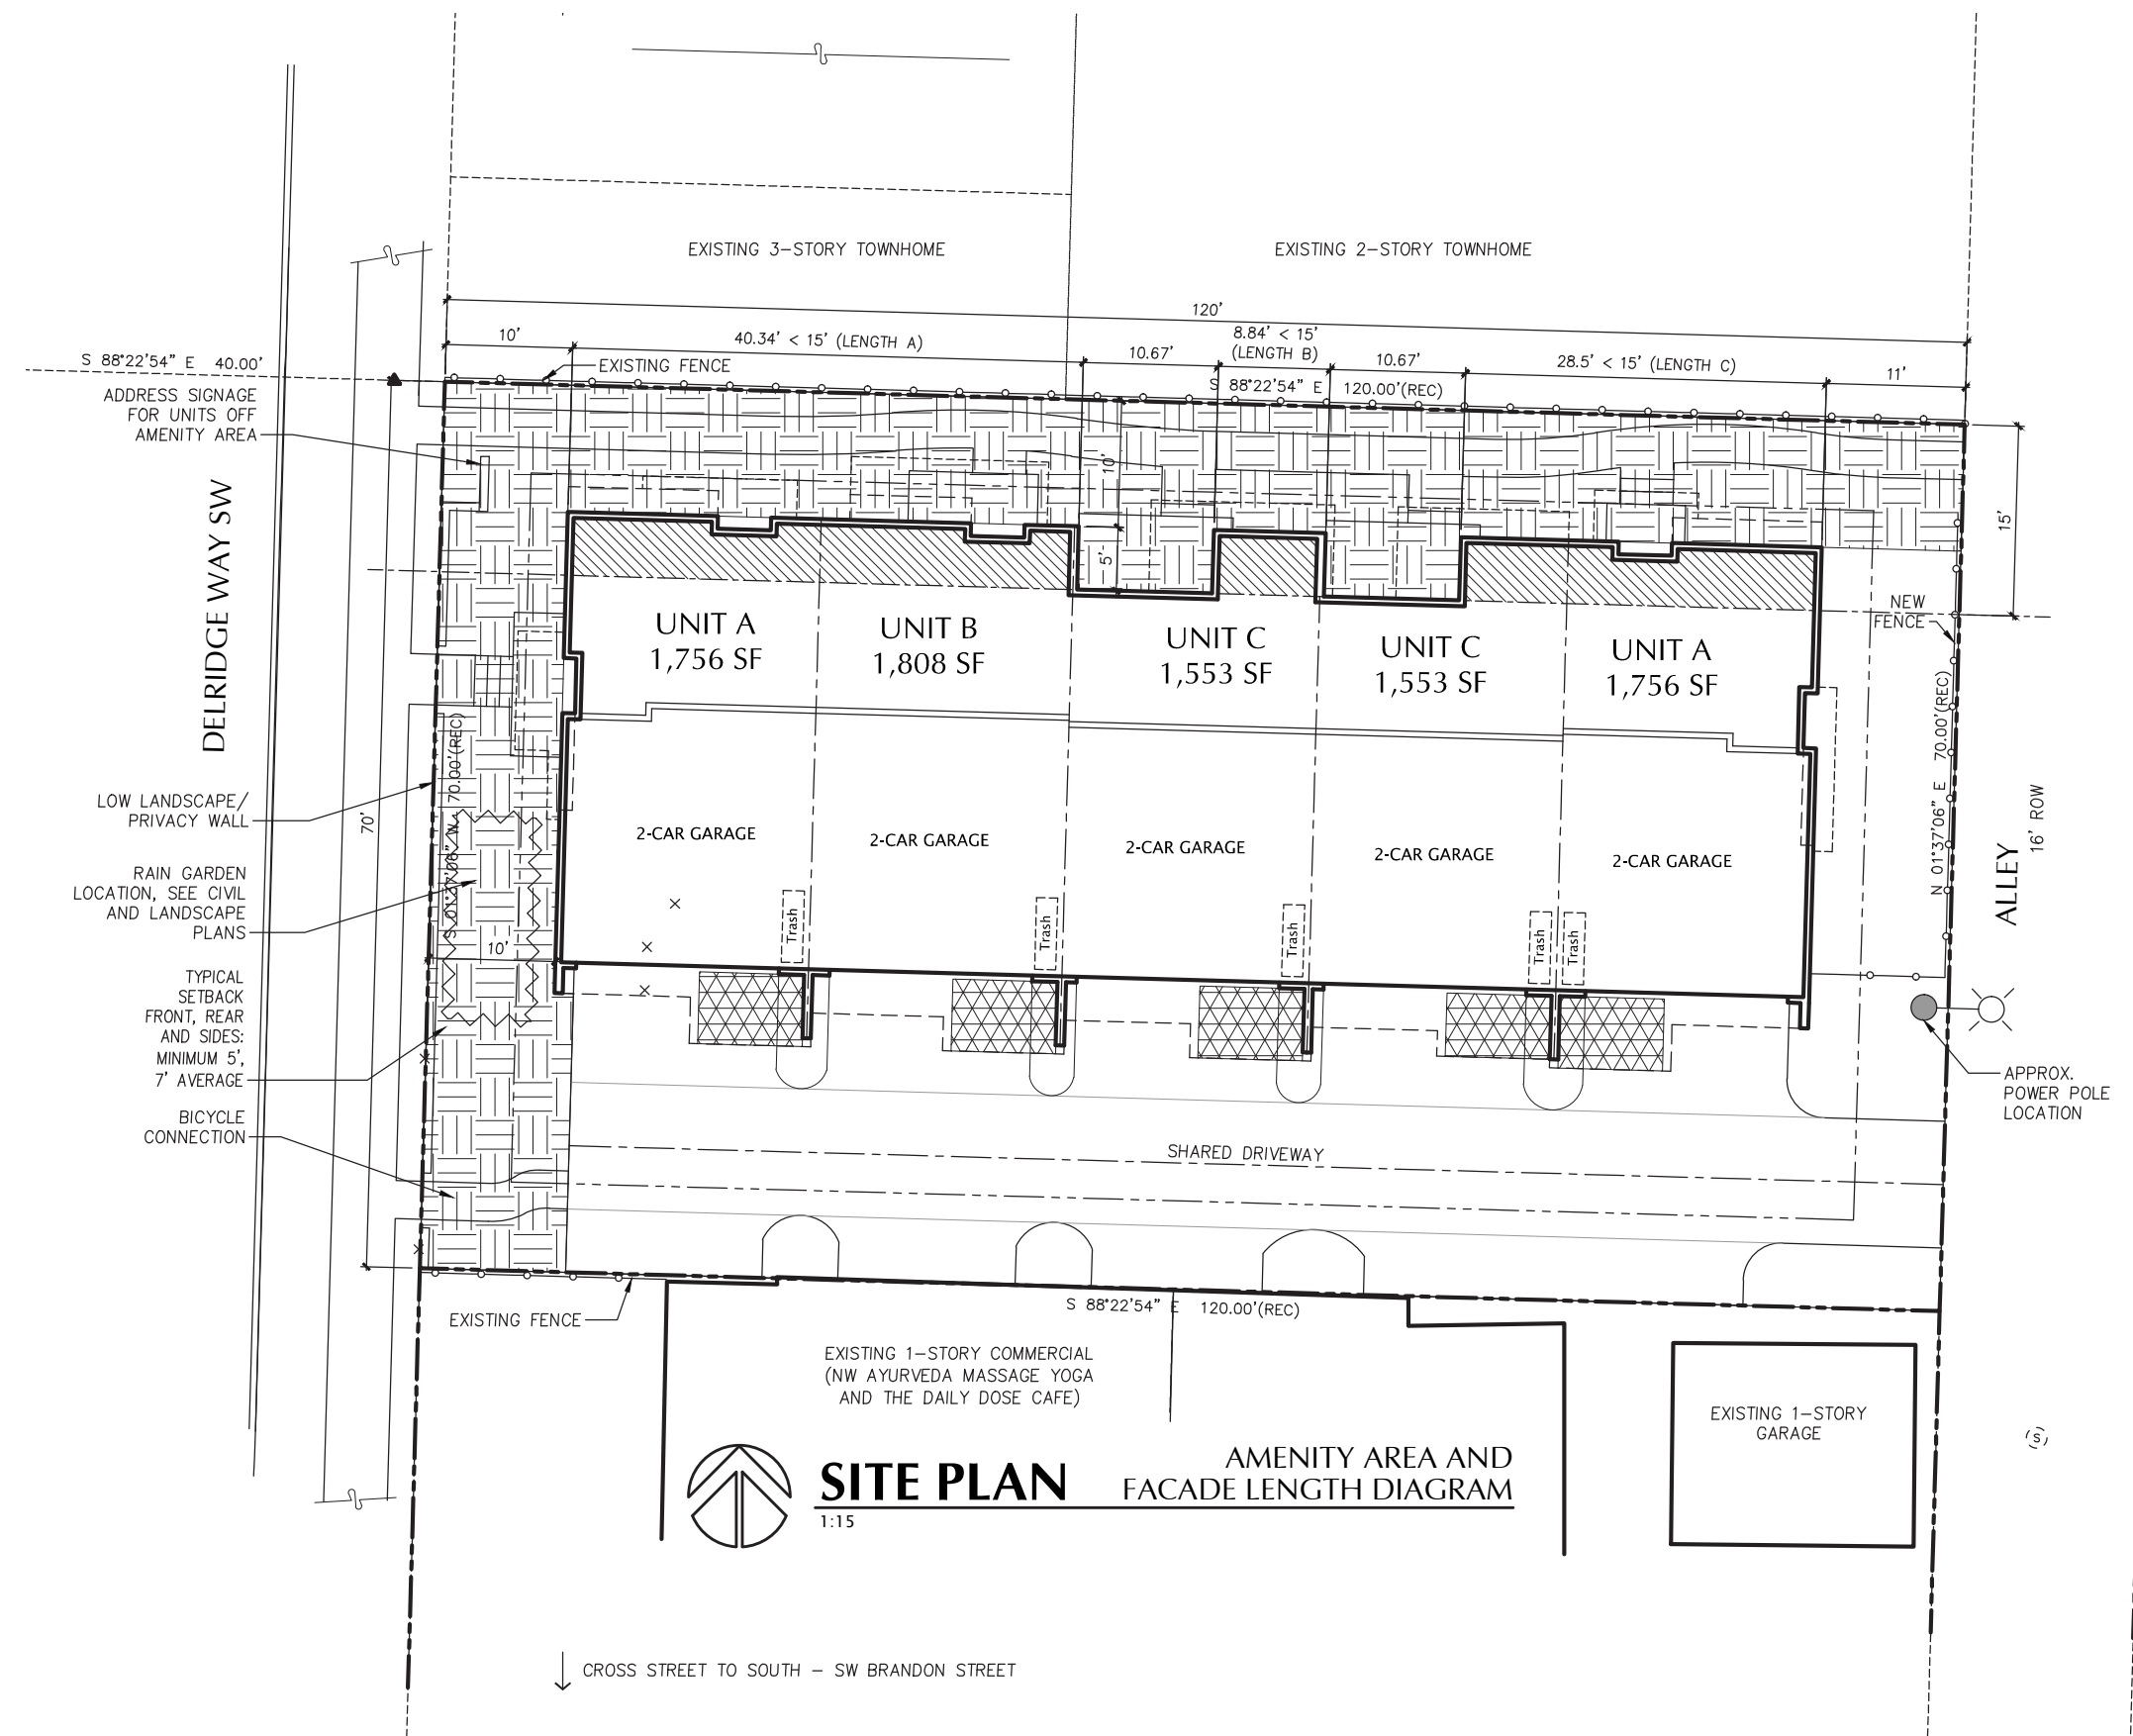 EXISTING 3-STORY TOWNHOME
EXISTING 2-STORY TOWNHOME
120'
10'
40.34' < 15' (LENGTH A)
10.67'
8.84' < 15'
(LENGTH B)
10.67'
28.5' < 15' (LENGTH C)
11'
S 88°22'54" E 40.00'
EXISTING FENCE
S 88°22'54" E 120.00'(REC)
ADDRESS SIGNAGE
FOR UNITS OFF
AMENITY AREA
10'
5'
15'
DELRIDGE WAY SW
NEW
FENCE
UNIT A
1,756 SF
UNIT B
1,808 SF
UNIT C
1,553 SF
UNIT C
1,553 SF
UNIT A
1,756 SF
LOW LANDSCAPE/
PRIVACY WALL
70'
S 01°37'06" W 70.00'(REC)
N 01°37'06" E 70.00'(REC)
ALLEY
16' ROW
2-CAR GARAGE
2-CAR GARAGE
2-CAR GARAGE
2-CAR GARAGE
2-CAR GARAGE
RAIN GARDEN
LOCATION, SEE CIVIL
AND LANDSCAPE
PLANS
10'
Trash
Trash
Trash
Trash
Trash
TYPICAL
SETBACK
FRONT, REAR
AND SIDES:
MINIMUM 5',
7' AVERAGE
APPROX.
POWER POLE
LOCATION
BICYCLE
CONNECTION
SHARED DRIVEWAY
EXISTING FENCE
S 88°22'54" E 120.00'(REC)
EXISTING 1-STORY COMMERCIAL
(NW AYURVEDA MASSAGE YOGA
AND THE DAILY DOSE CAFE)
EXISTING 1-STORY
GARAGE
(S)
SITE PLAN
AMENITY AREA AND
FACADE LENGTH DIAGRAM
1:15
CROSS STREET TO SOUTH - SW BRANDON STREET